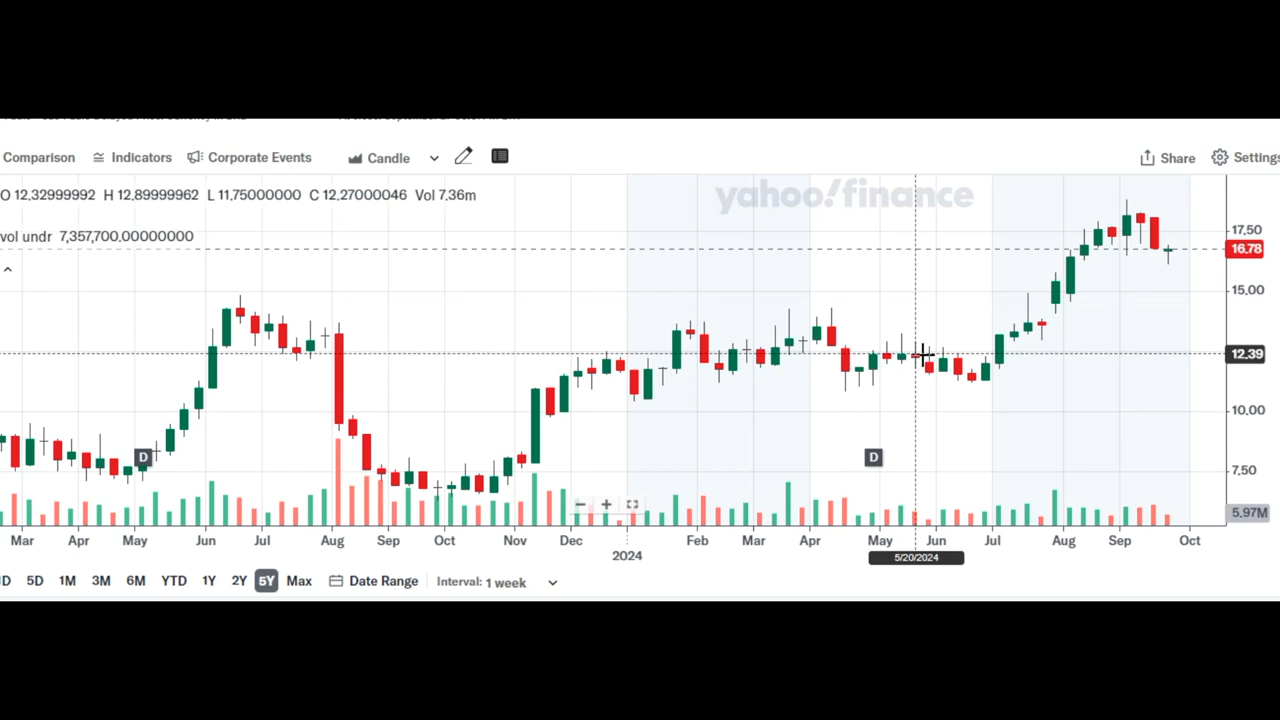 Comparison Indicators Corporate Events Candle Share Settings
O 12,32999992 H 12,89999962 L 11,75000000 C 12,27000046 Vol 7,36m
yahoo!finance
vol undr 7,357,700,00000000
17,50
16,78
15,00
12,39
10,00
D D
7,50
5,97M
Mar Apr May Jun Jul Aug Sep Oct Nov Dec 2024 Feb Mar Apr May Jun Jul Aug Sep Oct
5/20/2024
5D 1M 3M 6M YTD 1Y 2Y 5Y Max Date Range Interval: 1 week